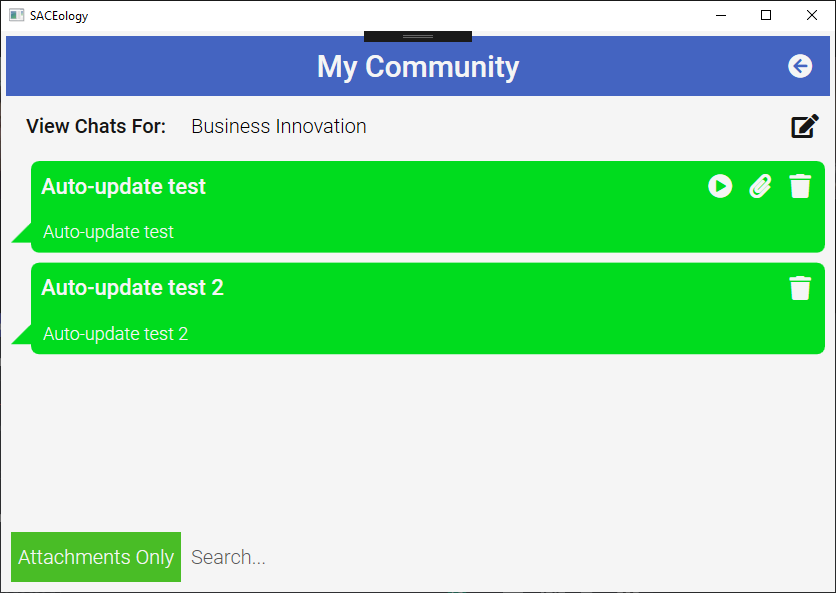 SACEology
My Community
View Chats For: Business Innovation
Auto-update test
Auto-update test
Auto-update test 2
Auto-update test 2
Attachments Only Search...